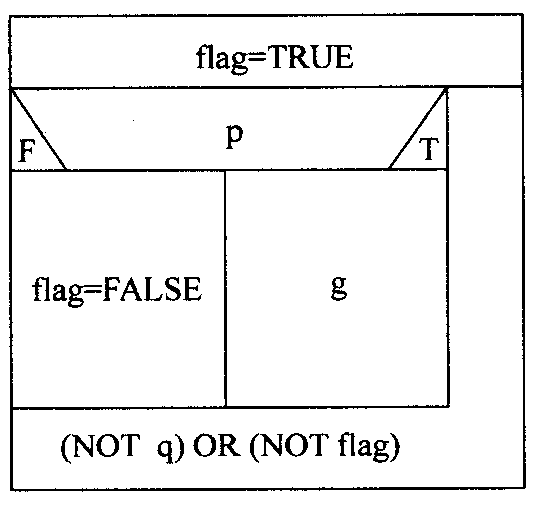 flag=TRUE
F p T
flag=FALSE g
(NOT q) OR (NOT flag)